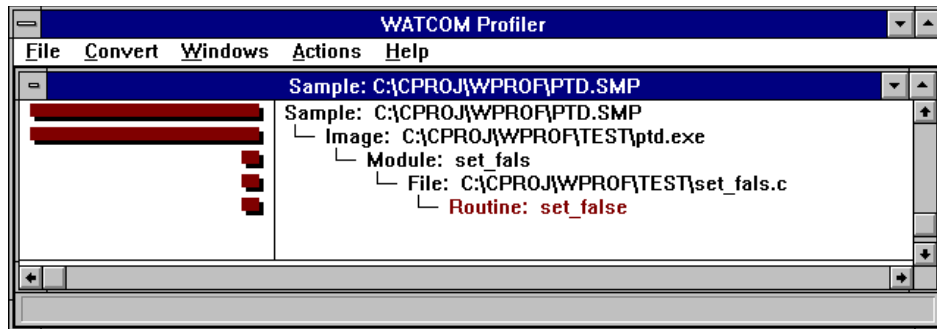 WATCOM Profiler
File Convert Windows Actions Help
Sample: C:\CPROJ\WPROF\PTD.SMP
Sample: C:\CPROJ\WPROF\PTD.SMP
Image: C:\CPROJ\WPROF\TEST\ptd.exe
Module: set_fals
File: C:\CPROJ\WPROF\TEST\set_fals.c
Routine: set_false